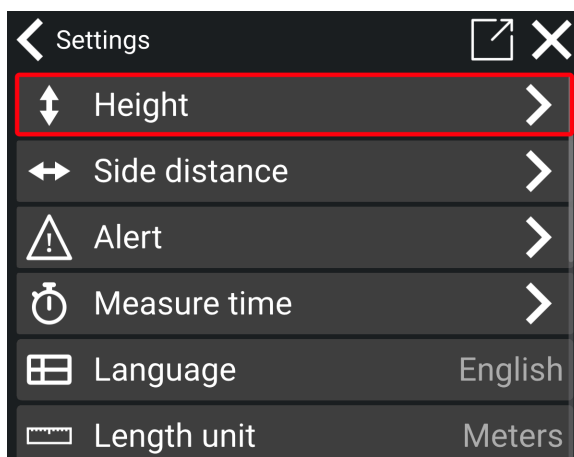 Settings
Height
Side distance
Alert
Measure time
Language English
Length unit Meters